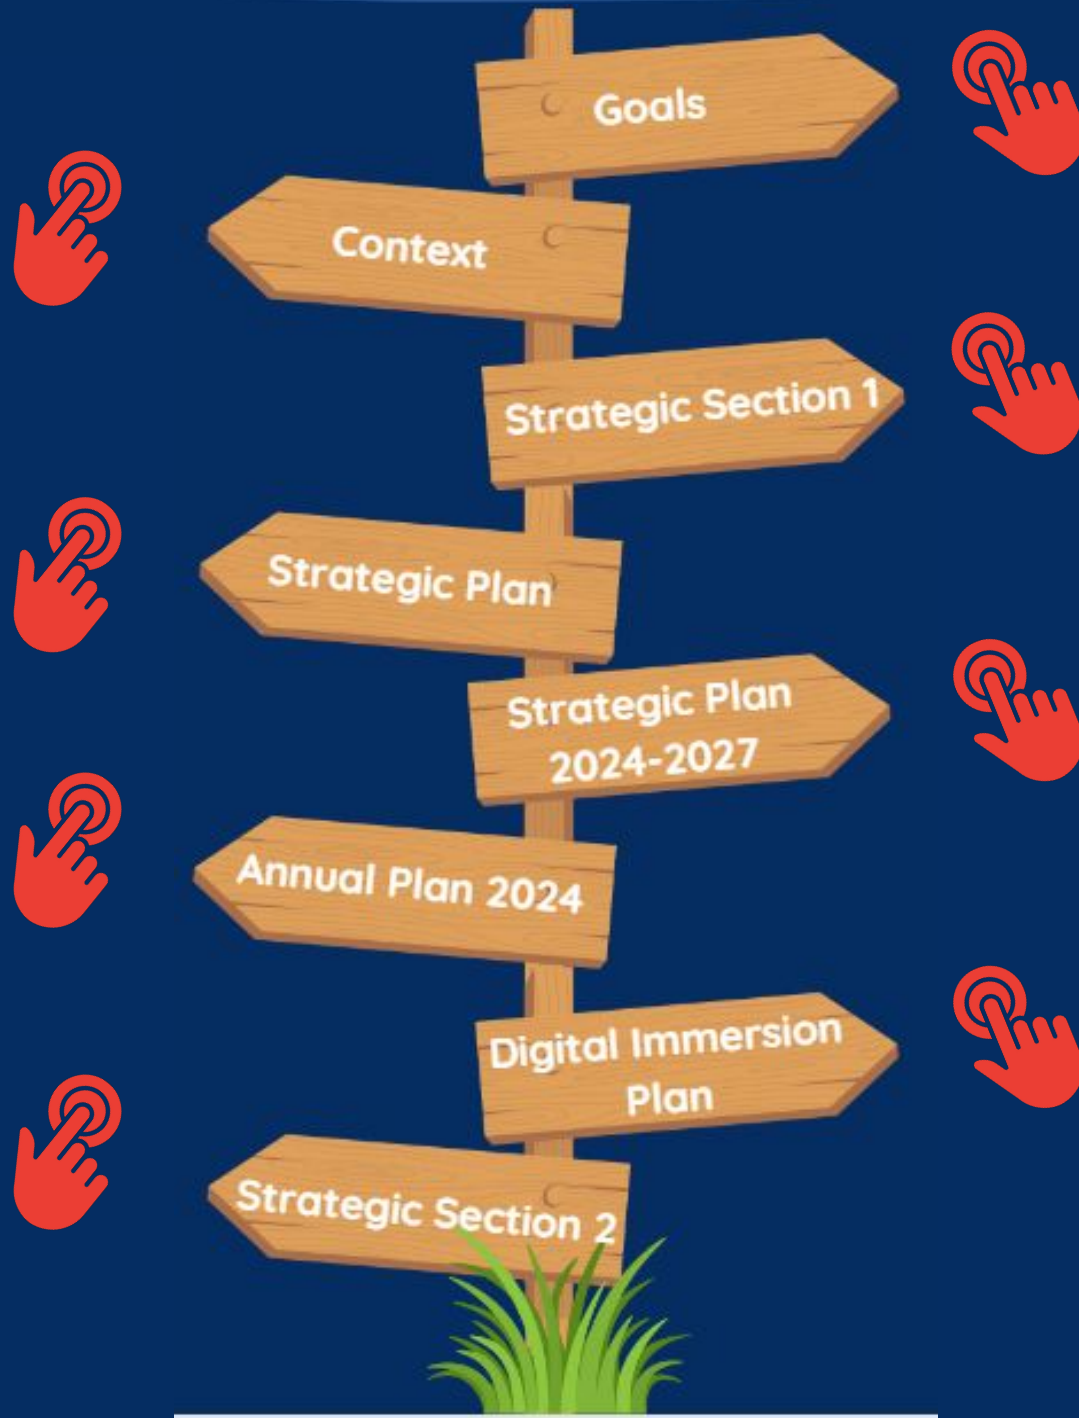 Goals
Context
Strategic Section 1
Strategic Plan
Strategic Plan
2024-2027
Annual Plan 2024
Digital Immersion
Plan
Strategic Section 2